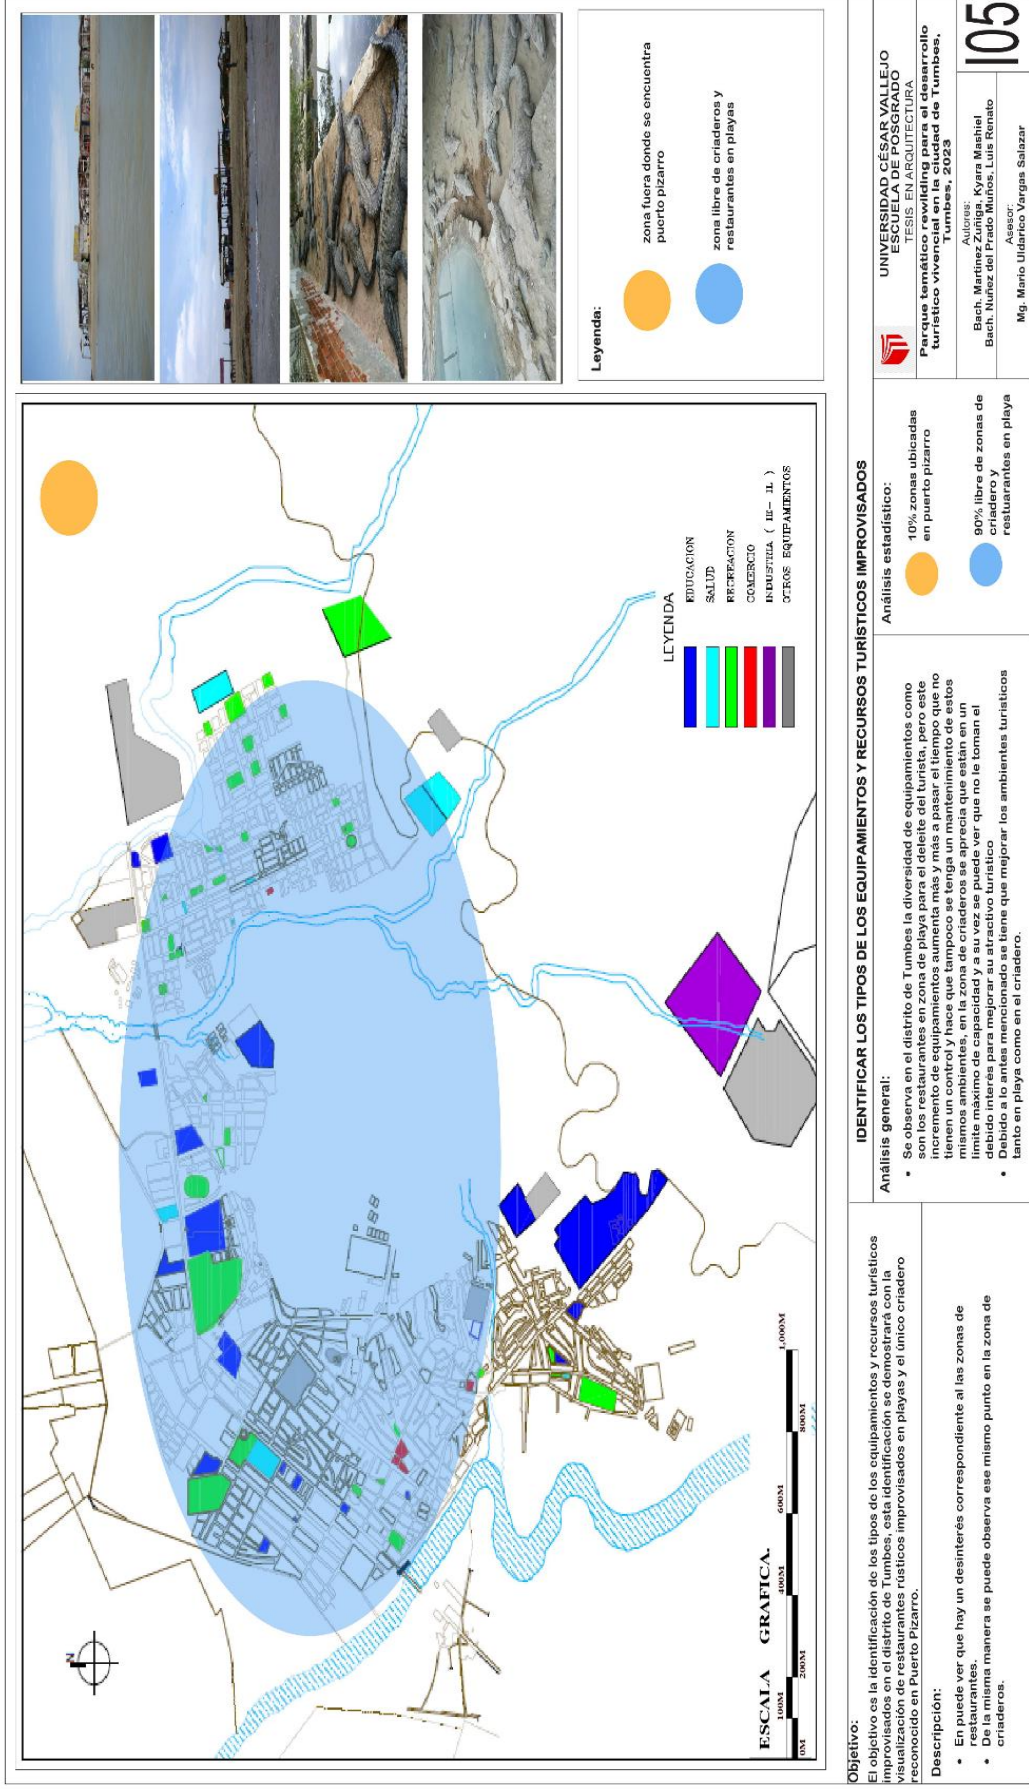 Leyenda:
zona fuera donde se encuentra
puerto pizarro
zona libre de criaderos y
restaurantes en playas
N
LEYENDA
EDUCACION
SALUD
RECREACION
COMERCIO
INDUSTRIA ( IR- IL )
OTROS EQUIPAMIENTOS
ESCALA GRAFICA.
0M
100M
200M
400M
600M
800M
1,000M
IDENTIFICAR LOS TIPOS DE LOS EQUIPAMIENTOS Y RECURSOS TURÍSTICOS IMPROVISADOS
Objetivo:
El objetivo es la identificación de los tipos de los equipamientos y recursos turísticos
improvisados en el distrito de Tumbes, esta identificación se demostrará con la
visualización de restaurantes rústicos improvisados en playas y el único criadero
reconocido en Puerto Pizarro.
Descripción:
• En puede ver que hay un desinterés correspondiente al las zonas de
restaurantes.
• De la misma manera se puede observa ese mismo punto en la zona de
criaderos.
Análisis general:
• Se observa en el distrito de Tumbes la diversidad de equipamientos como
son los restaurantes en zona de playa para el deleite del turista, pero este
incremento de equipamientos aumenta más y más a pasar el tiempo que no
tienen un control y hace que tampoco se tenga un mantenimiento de estos
mismos ambientes, en la zona de criaderos se aprecia que están en un
limite máximo de capacidad y a su vez se puede ver que no le toman el
debido interés para mejorar su atractivo turístico
• Debido a lo antes mencionado se tiene que mejorar los ambientes turísticos
tanto en playa como en el criadero.
Análisis estadístico:
10% zonas ubicadas
en puerto pizarro
90% libre de zonas de
criadero y
restuarantes en playa
UNIVERSIDAD CÉSAR VALLEJO
ESCUELA DE POSGRADO
TESIS EN ARQUITECTURA
Parque temático rewilding para el desarrollo
turístico vivencial en la ciudad de Tumbes,
Tumbes, 2023
Autores:
Bach. Martinez Zuñiga, Kyara Mashiel
Bach. Nuñez del Prado Muños, Luis Renato
Asesor:
Mg. Mario Uldarico Vargas Salazar
I05